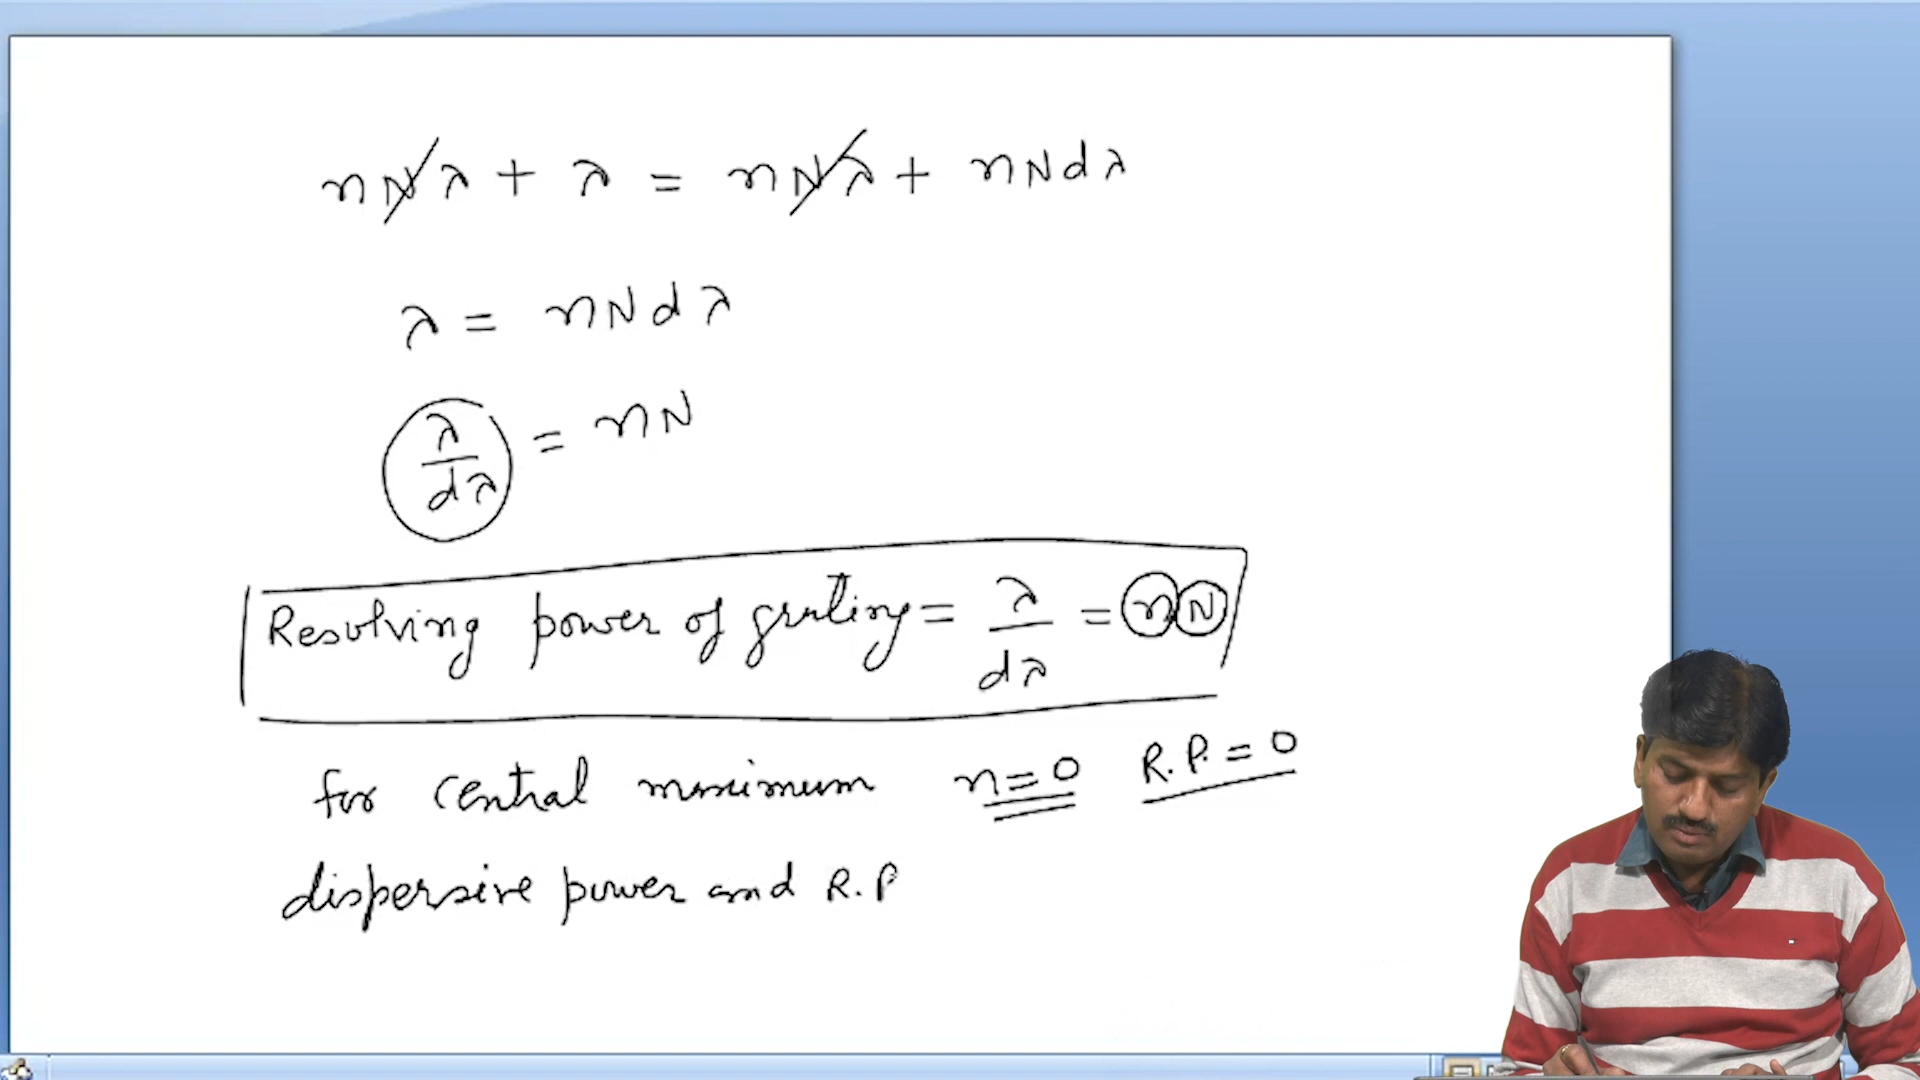 nNλ + λ = nNλ + nNdλ
λ = nNdλ
λ/dλ = nN
Resolving power of grating = λ/dλ = nN
for central maximum n=0 R.P.=0
dispersive power and R.P